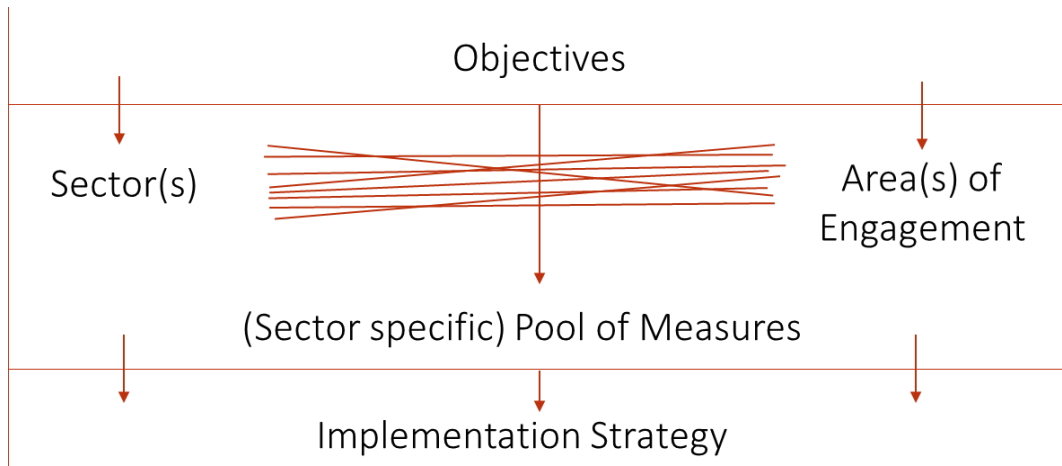 Objectives
Sector(s)
Area(s) of
Engagement
(Sector specific) Pool of Measures
Implementation Strategy